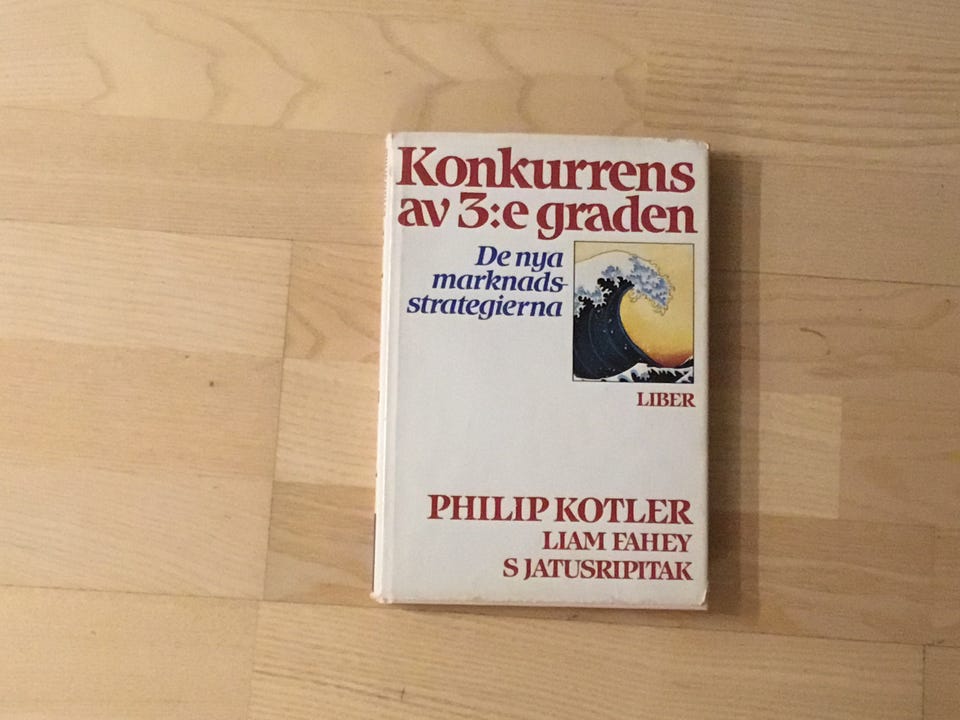 Konkurrens
av 3:e graden
De nya
marknads-
strategierna
LIBER
PHILIP KOTLER
LIAM FAHEY
S JATUSRIPITAK